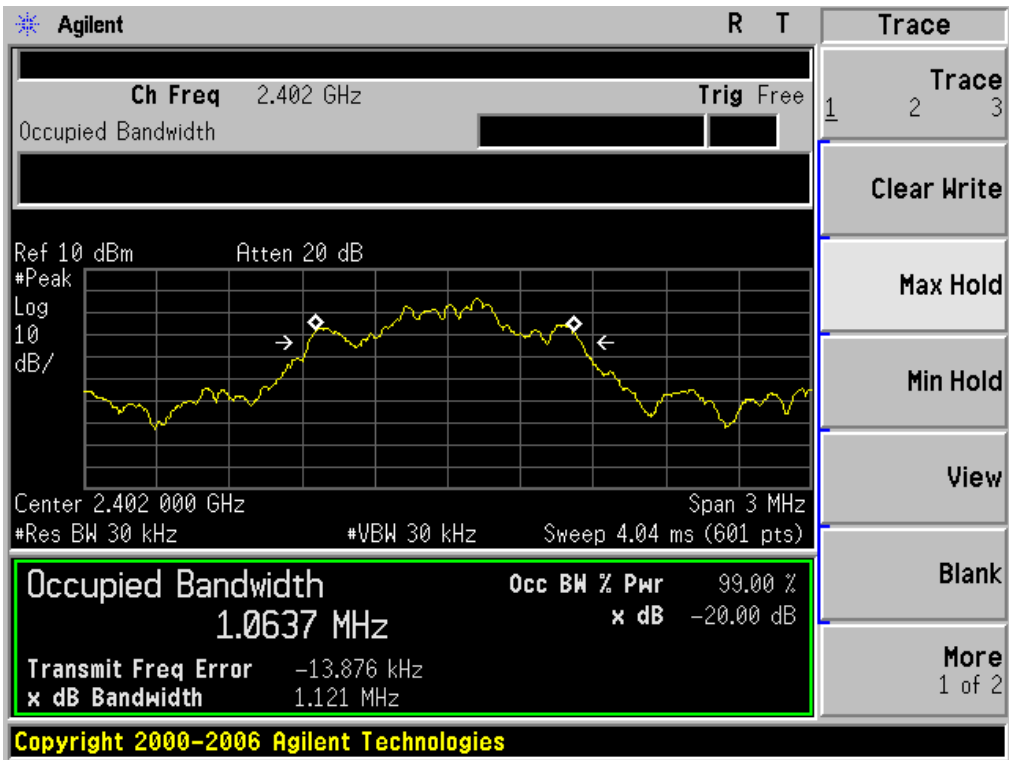 Agilent R T
Ch Freq 2.402 GHz Trig Free
Occupied Bandwidth
Ref 10 dBm Atten 20 dB
#Peak
Log
10
dB/
Center 2.402 000 GHz Span 3 MHz
#Res BW 30 kHz #VBW 30 kHz Sweep 4.04 ms (601 pts)
Occupied Bandwidth
1.0637 MHz
Occ BW % Pwr 99.00 %
x dB -20.00 dB
Transmit Freq Error -13.876 kHz
x dB Bandwidth 1.121 MHz
Copyright 2000-2006 Agilent Technologies
Trace
Trace
1 2 3
Clear Write
Max Hold
Min Hold
View
Blank
More
1 of 2